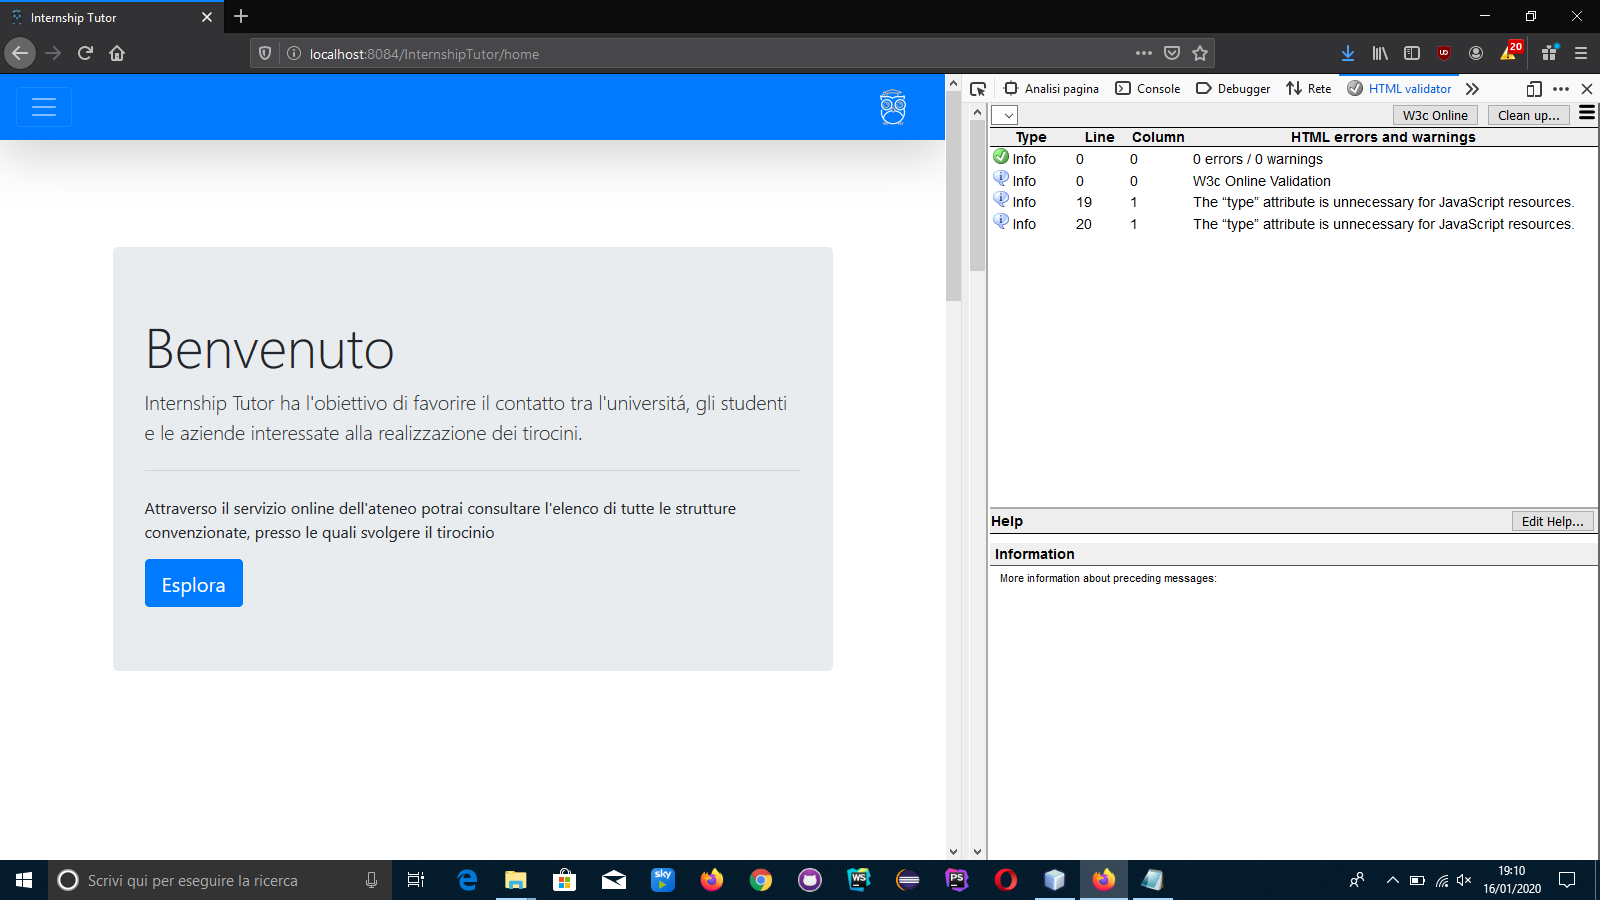 Internship Tutor
localhost:8084/InternshipTutor/home
20
Analisi pagina
Console
Debugger
Rete
HTML validator
W3c Online
Clean up...
Type Line Column HTML errors and warnings
Info 0 0 0 errors / 0 warnings
Info 0 0 W3c Online Validation
Info 19 1 The “type” attribute is unnecessary for JavaScript resources.
Info 20 1 The “type” attribute is unnecessary for JavaScript resources.
Benvenuto
Internship Tutor ha l'obiettivo di favorire il contatto tra l'universitá, gli studenti
e le aziende interessate alla realizzazione dei tirocini.
Attraverso il servizio online dell'ateneo potrai consultare l'elenco di tutte le strutture
convenzionate, presso le quali svolgere il tirocinio
Esplora
Help
Edit Help...
Information
More information about preceding messages:
Scrivi qui per eseguire la ricerca
sky
WS
PS
19:10
16/01/2020